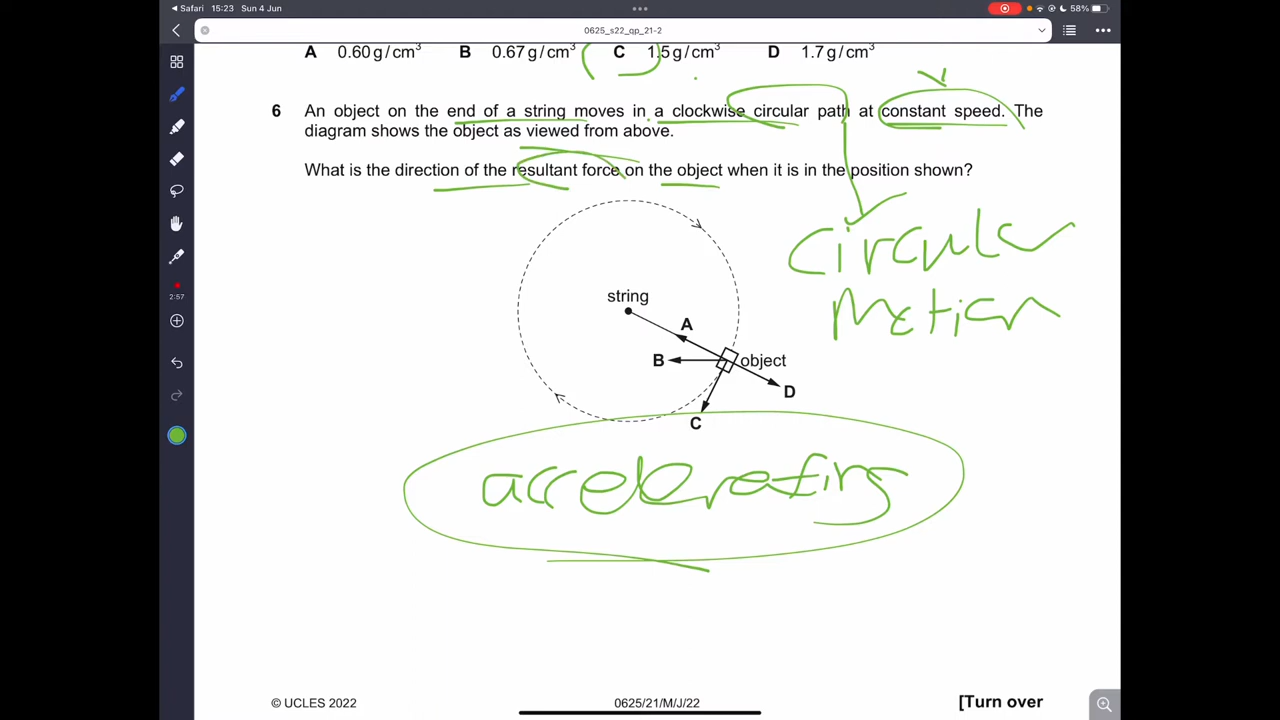 Safari 15:23 Sun 4 Jun
58%
0625_s22_qp_21-2
A 0.60 g/cm³ B 0.67 g/cm³ C 1.5 g/cm³ D 1.7 g/cm³
6 An object on the end of a string moves in a clockwise circular path at constant speed. The
diagram shows the object as viewed from above.
What is the direction of the resultant force on the object when it is in the position shown?
circular
motion
string
A
B
object
D
C
2:57
accelerating
© UCLES 2022 0625/21/M/J/22 [Turn over